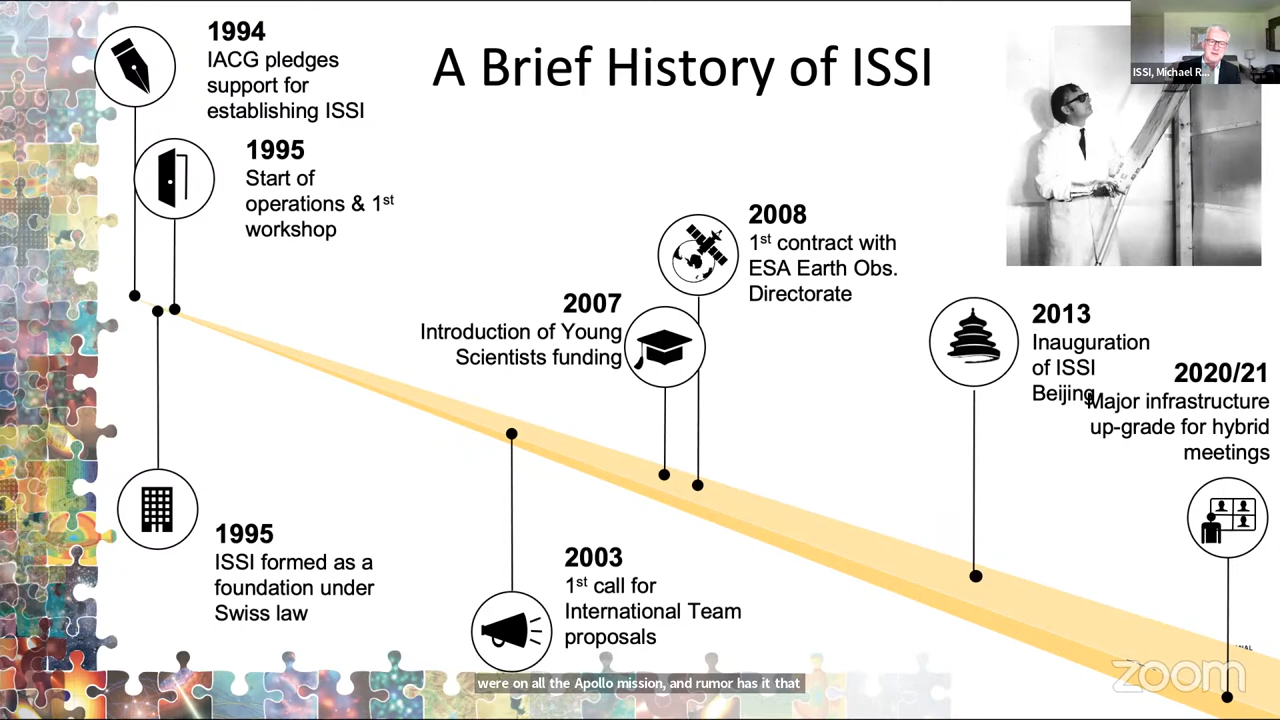 A Brief History of ISSI
1994
IACG pledges
support for
establishing ISSI
1995
Start of
operations & 1st
workshop
1995
ISSI formed as a
foundation under
Swiss law
2003
1st call for
International Team
proposals
2007
Introduction of Young
Scientists funding
2008
1st contract with
ESA Earth Obs.
Directorate
2013
Inauguration
of ISSI
Beijing
2020/21
Major infrastructure
up-grade for hybrid
meetings
ISSI, Michael R...
were on all the Apollo mission, and rumor has it that
zoom